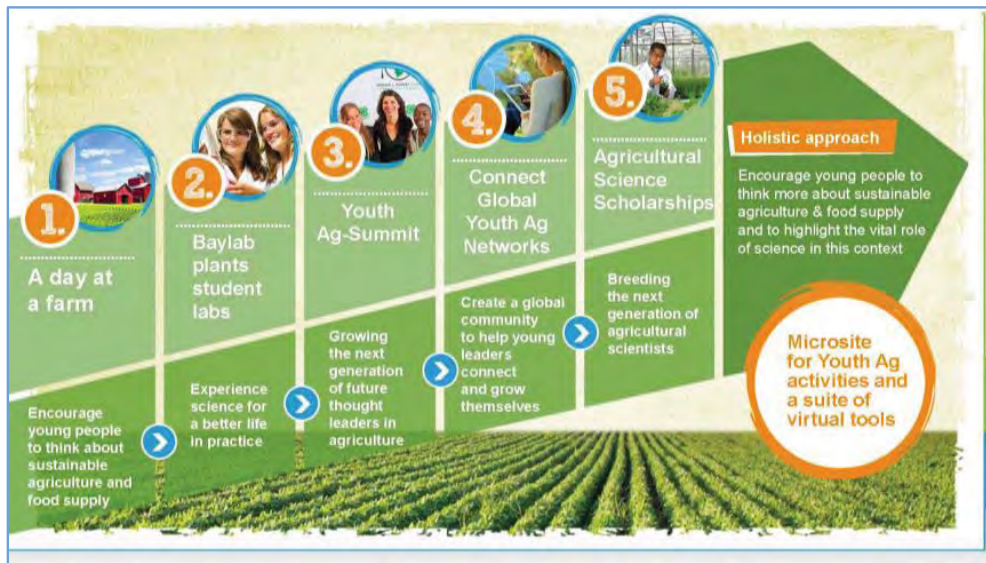 1.
A day at
a farm
Encourage
young people
to think about
sustainable
agriculture and
food supply
2.
Baylab
plants
student
labs
Experience
science for
a better life
in practice
3.
Youth
Ag-Summit
Growing
the next
generation
of future
thought
leaders in
agriculture
4.
Connect
Global
Youth Ag
Networks
Create a global
community
to help young
leaders
connect
and grow
themselves
5.
Agricultural
Science
Scholarships
Breeding
the next
generation of
agricultural
scientists
Holistic approach
Encourage young people to
think more about sustainable
agriculture & food supply
and to highlight the vital role
of science in this context
Microsite
for Youth Ag
activities and
a suite of
virtual tools